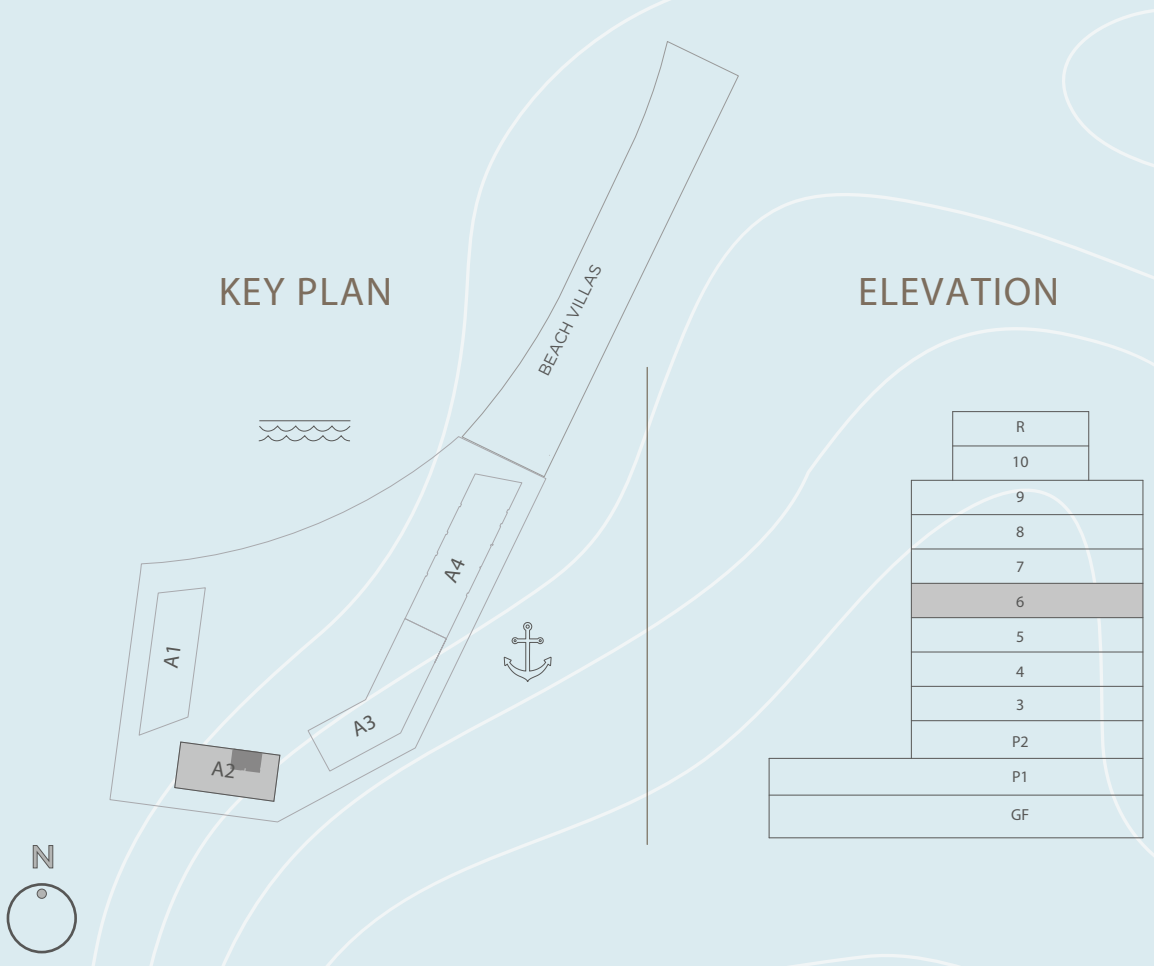 KEY PLAN
ELEVATION
BEACH VILLAS
A4
A1
A3
A2
N
R
10
9
8
7
6
5
4
3
P2
P1
GF